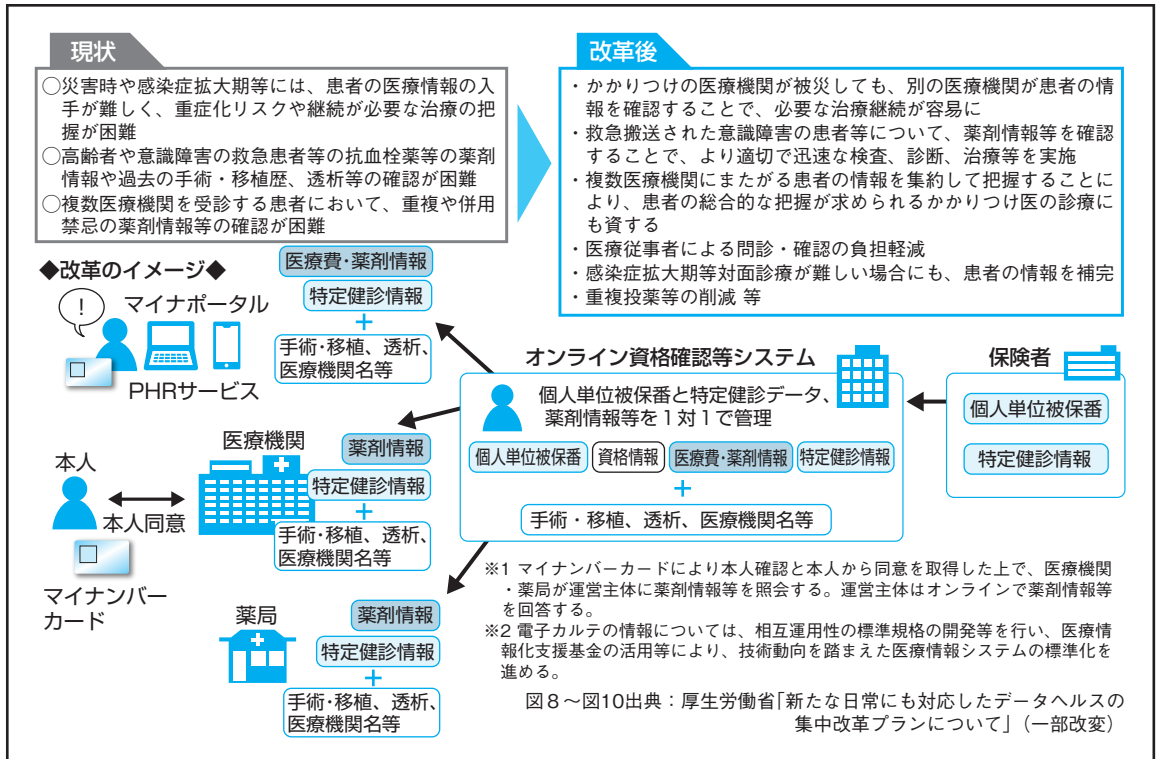 現状
○災害時や感染症拡大期等には、患者の医療情報の入
手が難しく、重症化リスクや継続が必要な治療の把
握が困難
○高齢者や意識障害の救急患者等の抗血栓薬等の薬剤
情報や過去の手術・移植歴、透析等の確認が困難
○複数医療機関を受診する患者において、重複や併用
禁忌の薬剤情報等の確認が困難
改革後
・かかりつけの医療機関が被災しても、別の医療機関が患者の情
報を確認することで、必要な治療継続が容易に
・救急搬送された意識障害の患者等について、薬剤情報等を確認
することで、より適切で迅速な検査、診断、治療等を実施
・複数医療機関にまたがる患者の情報を集約して把握することに
より、患者の総合的な把握が求められるかかりつけ医の診療に
も資する
・医療従事者による問診・確認の負担軽減
・感染症拡大期等対面診療が難しい場合にも、患者の情報を補完
・重複投薬等の削減 等
◆改革のイメージ◆
!
マイナポータル
PHRサービス
医療費・薬剤情報
特定健診情報
+
手術・移植、透析、
医療機関名等
本人
本人同意
マイナンバー
カード
医療機関
薬剤情報
特定健診情報
+
手術・移植、透析、
医療機関名等
薬局
薬剤情報
特定健診情報
+
手術・移植、透析、
医療機関名等
オンライン資格確認等システム
個人単位被保番と特定健診データ、
薬剤情報等を1対1で管理
個人単位被保番
資格情報
医療費・薬剤情報
特定健診情報
+
手術・移植、透析、医療機関名等
保険者
個人単位被保番
特定健診情報
※1 マイナンバーカードにより本人確認と本人から同意を取得した上で、医療機関
・薬局が運営主体に薬剤情報等を照会する。運営主体はオンラインで薬剤情報等
を回答する。
※2 電子カルテの情報については、相互運用性の標準規格の開発等を行い、医療情
報化支援基金の活用等により、技術動向を踏まえた医療情報システムの標準化を
進める。
図8～図10出典：厚生労働省「新たな日常にも対応したデータヘルスの
集中改革プランについて」（一部改変）